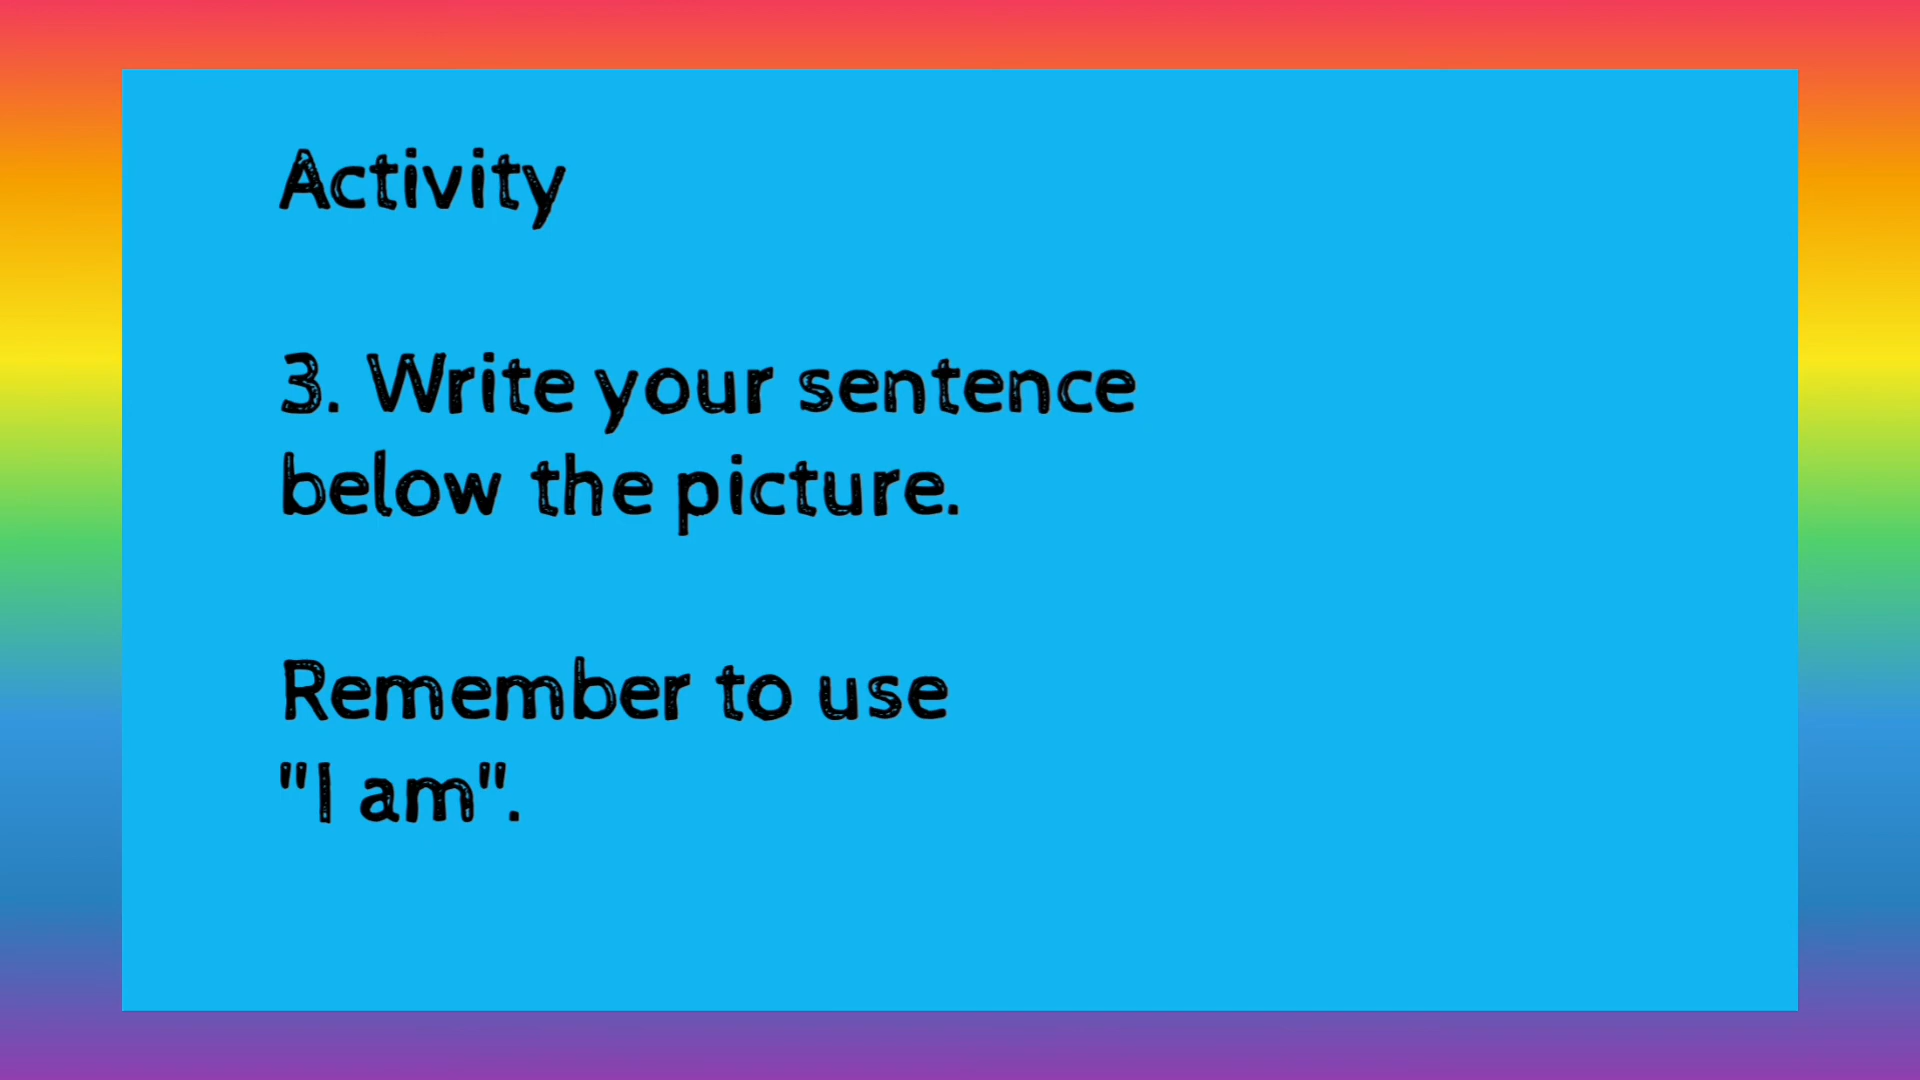 Activity
3. Write your sentence
below the picture.
Remember to use
"I am".